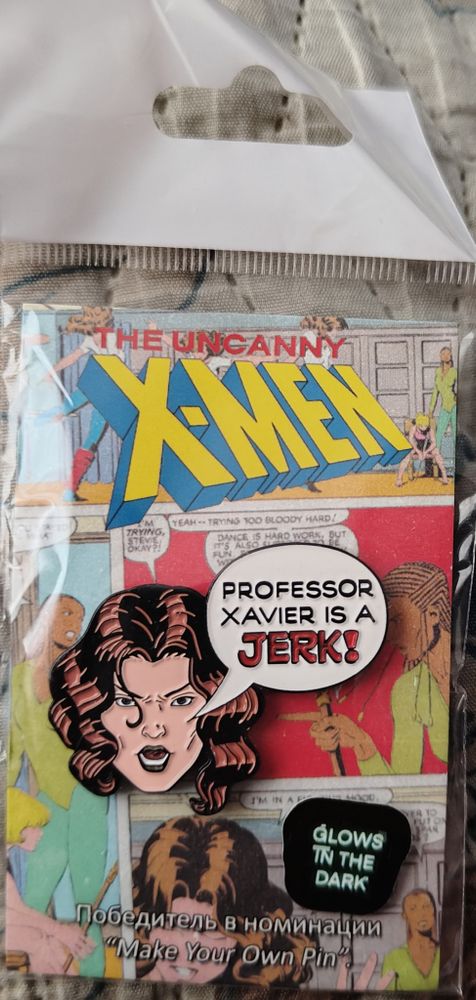 THE UNCANNY
X-MEN
I'M
TRYING,
STEVIE.
OKAY?!
YEAH -- TRYING TOO BLOODY HARD!
DANCE IS HARD WORK, BUT
IT'S ALSO
FUN.
PROFESSOR
XAVIER IS A
JERK!
I'M IN A
MOOD.
GLOWS
IN THE
DARK
Победитель в номинации
"Make Your Own Pin".